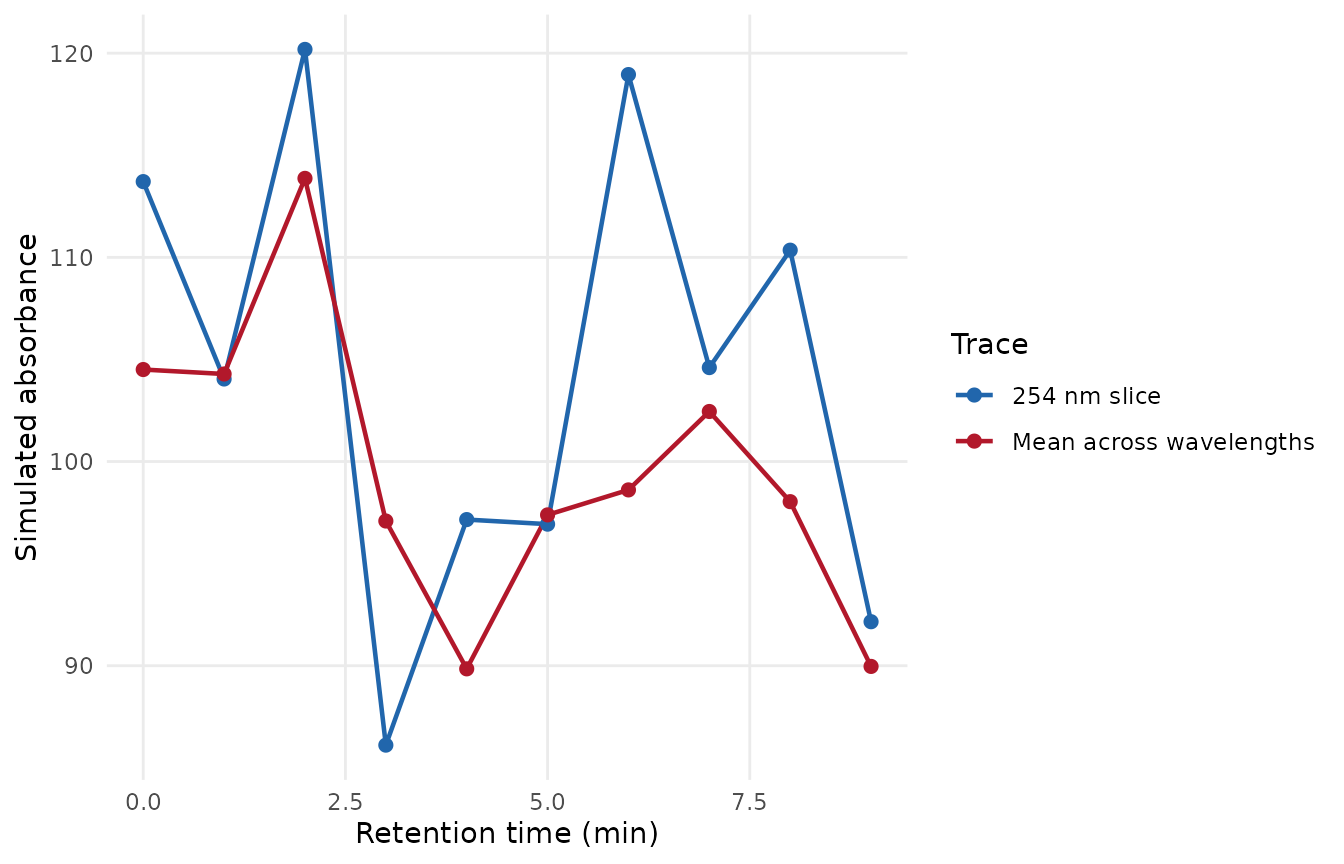 120
110
100
90
Simulated absorbance
0.0 2.5 5.0 7.5
Retention time (min)
Trace
254 nm slice
Mean across wavelengths